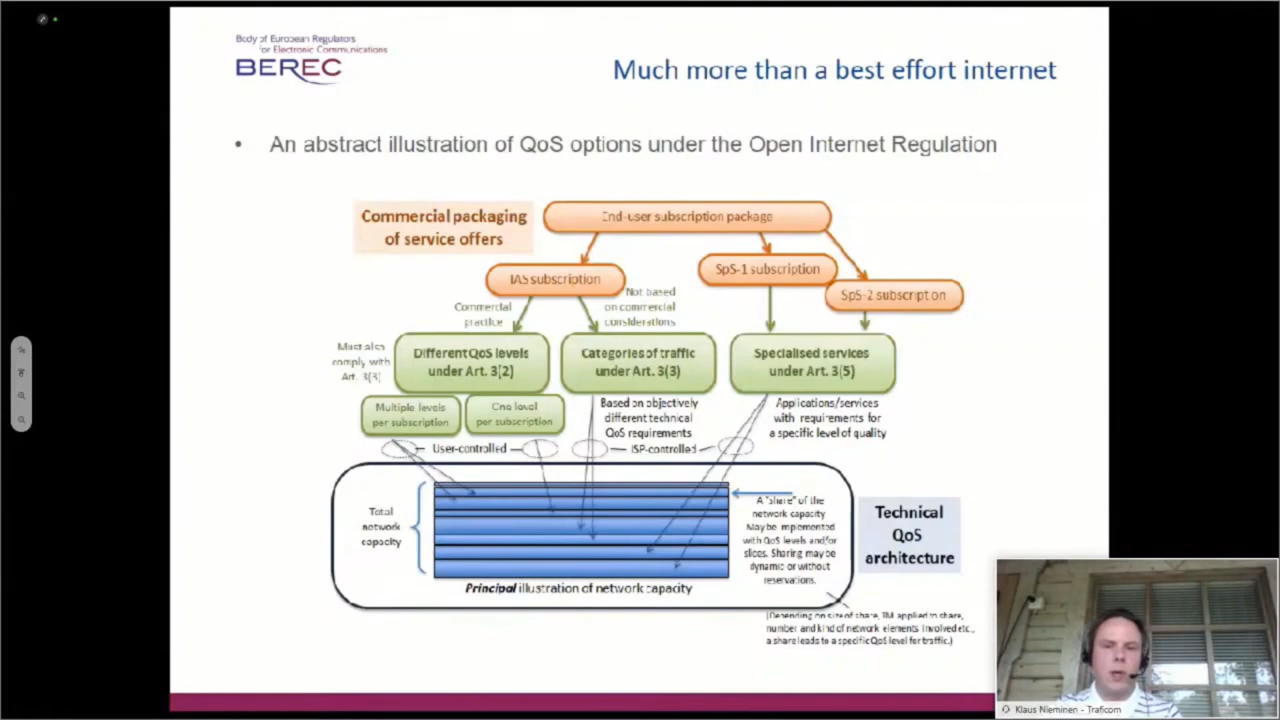 Body of European Regulators
for Electronic Communications
BEREC
Much more than a best effort internet
• An abstract illustration of QoS options under the Open Internet Regulation
Commercial packaging
of service offers
End-user subscription package
IAS subscription
SpS-1 subscription
SpS-2 subscription
Commercial
practice
Not based
on commercial
considerations
Must also
comply with
Art. 3(3)
Different QoS levels
under Art. 3(2)
Categories of traffic
under Art. 3(3)
Specialised services
under Art. 3(5)
Multiple levels
per subscription
One level
per subscription
Based on objectively
different technical
QoS requirements
Applications/services
with requirements for
a specific level of quality
User-controlled
ISP-controlled
Total
network
capacity
A "share" of the
network capacity
May be implemented
with QoS levels and/or
slices. Sharing may be
dynamic or without
reservations.
Technical
QoS
architecture
Principal illustration of network capacity
(Depending on size of share, TM applied to share,
number and kind of network elements involved etc.,
a share leads to a specific QoS level for traffic.)
Klaus Nieminen - Traficom